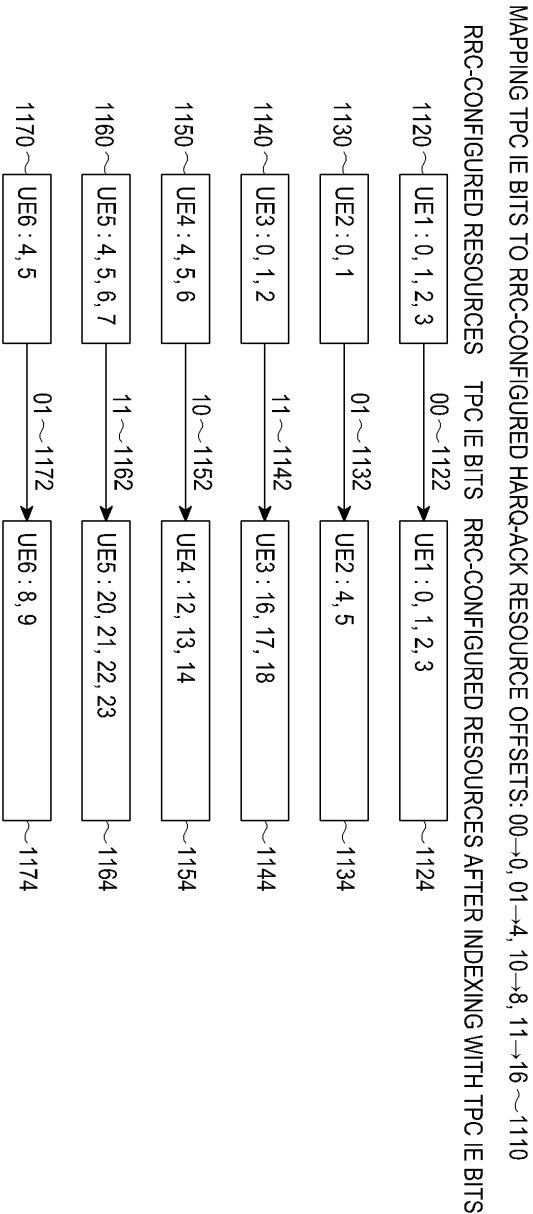 MAPPING TPC IE BITS TO RRC-CONFIGURED HARQ-ACK RESOURCE OFFSETS: 00→0, 01→4, 10→8, 11→16 ~1110
RRC-CONFIGURED RESOURCES TPC IE BITS RRC-CONFIGURED RESOURCES AFTER INDEXING WITH TPC IE BITS
1120~ UE1 : 0, 1, 2, 3 00~1122 UE1 : 0, 1, 2, 3 ~1124
1130~ UE2 : 0, 1 01~1132 UE2 : 4, 5 ~1134
1140~ UE3 : 0, 1, 2 11~1142 UE3 : 16, 17, 18 ~1144
1150~ UE4 : 4, 5, 6 10~1152 UE4 : 12, 13, 14 ~1154
1160~ UE5 : 4, 5, 6, 7 11~1162 UE5 : 20, 21, 22, 23 ~1164
1170~ UE6 : 4, 5 01~1172 UE6 : 8, 9 ~1174